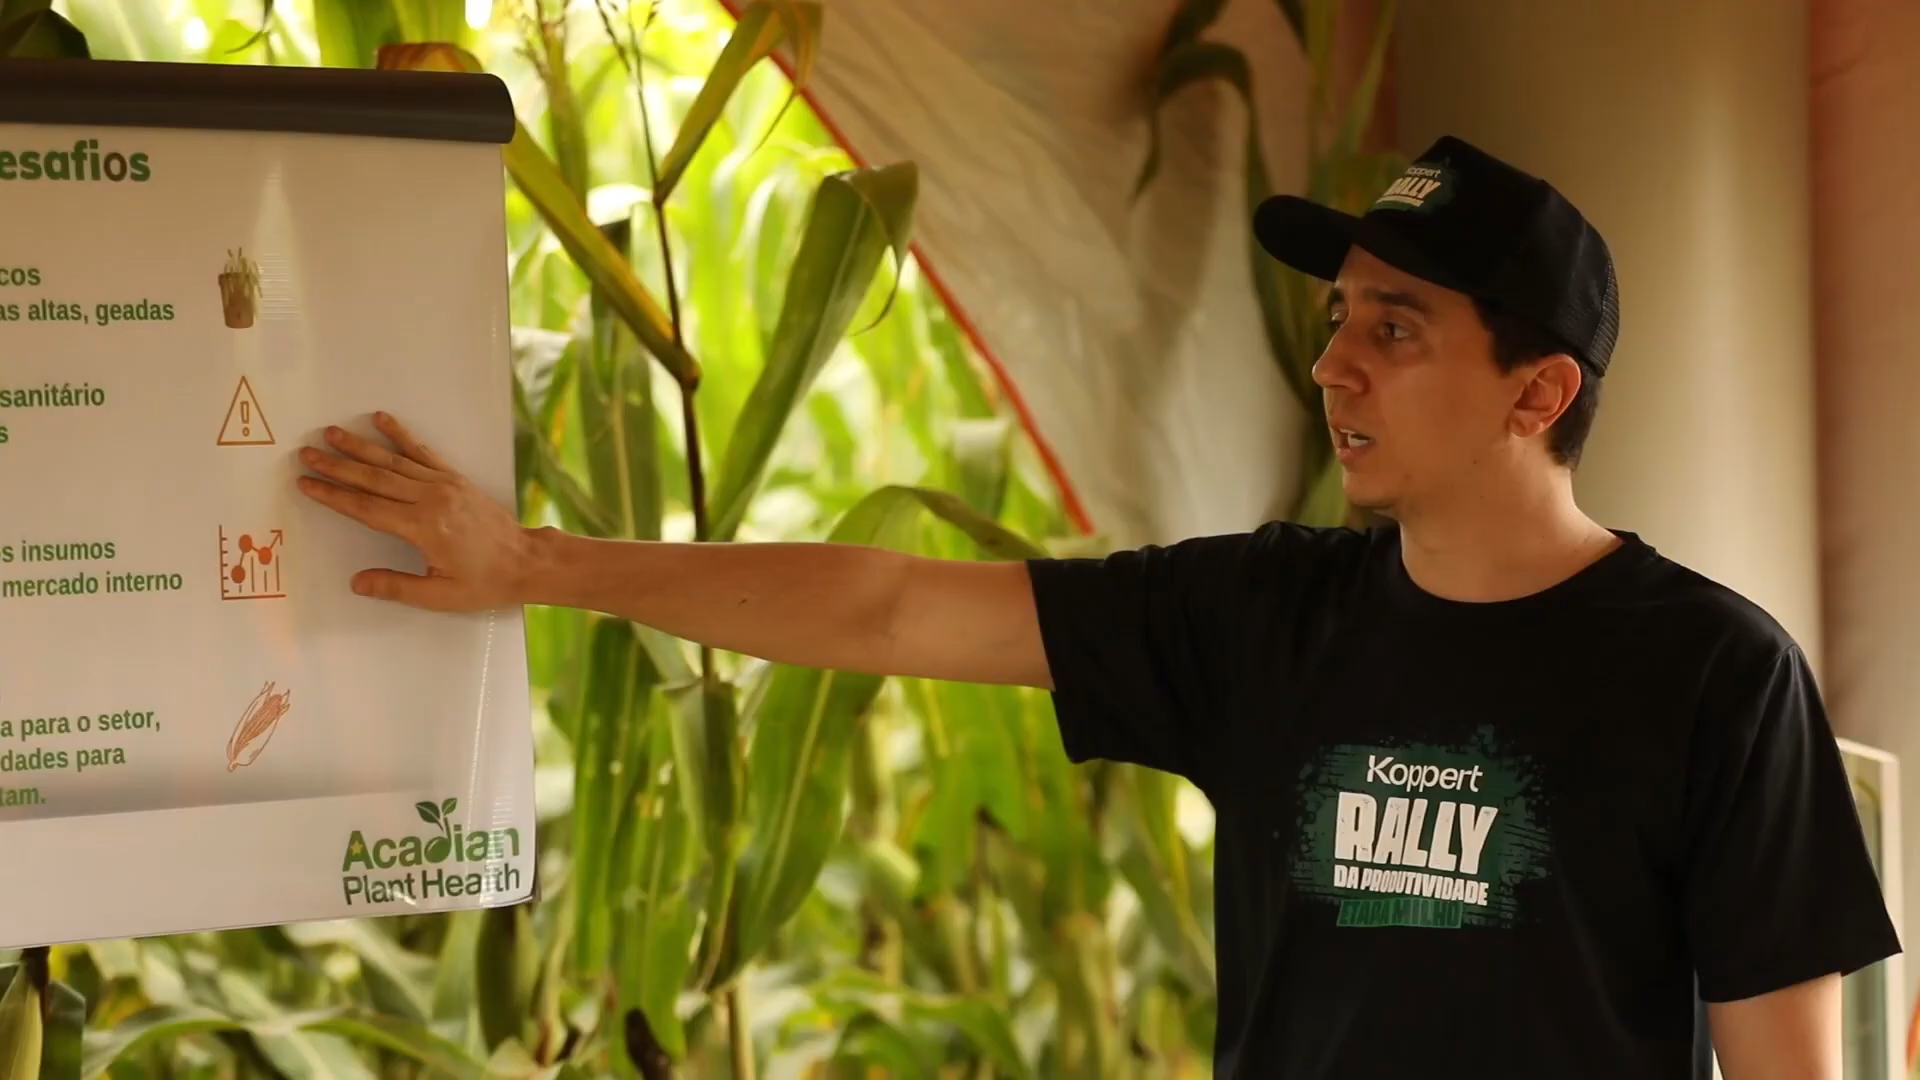 esafios
cos
as altas, geadas
sanitário
s
s insumos
mercado interno
a para o setor,
dades para
tam.
Acadian
Plant Health
Koppert
RALLY
Koppert
RALLY
DA PRODUTIVIDADE
ETAPA MILHO